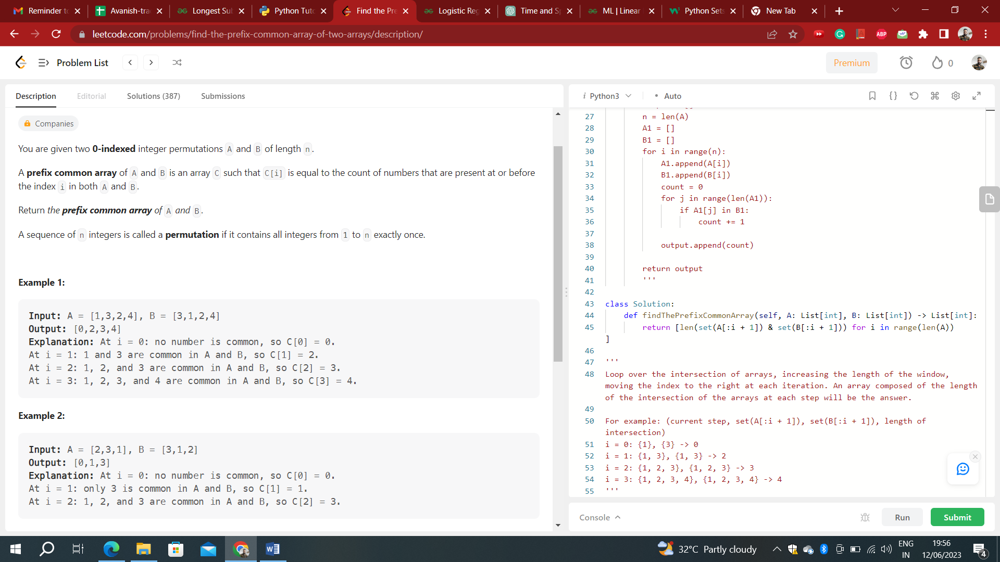 Reminder to
Avanish-tra
Longest Sub
Python Tuto
Find the Pre
Logistic Reg
Time and Sp
ML | Linear
Python Sets
New Tab
leetcode.com/problems/find-the-prefix-common-array-of-two-arrays/description/
ABP
Problem List
Premium
0
Description
Editorial
Solutions (387)
Submissions
Companies
You are given two 0-indexed integer permutations A and B of length n.
A prefix common array of A and B is an array C such that C[i] is equal to the count of numbers that are present at or before
the index i in both A and B.
Return the prefix common array of A and B.
A sequence of n integers is called a permutation if it contains all integers from 1 to n exactly once.
Example 1:
Input: A = [1,3,2,4], B = [3,1,2,4]
Output: [0,2,3,4]
Explanation: At i = 0: no number is common, so C[0] = 0.
At i = 1: 1 and 3 are common in A and B, so C[1] = 2.
At i = 2: 1, 2, and 3 are common in A and B, so C[2] = 3.
At i = 3: 1, 2, 3, and 4 are common in A and B, so C[3] = 4.
Example 2:
Input: A = [2,3,1], B = [3,1,2]
Output: [0,1,3]
Explanation: At i = 0: no number is common, so C[0] = 0.
At i = 1: only 3 is common in A and B, so C[1] = 1.
At i = 2: 1, 2, and 3 are common in A and B, so C[2] = 3.
i Python3
• Auto
27 n = len(A)
28 A1 = []
29 B1 = []
30 for i in range(n):
31 A1.append(A[i])
32 B1.append(B[i])
33 count = 0
34 for j in range(len(A1)):
35 if A1[j] in B1:
36 count += 1
37
38 output.append(count)
39
40 return output
41 '''
42
43 class Solution:
44 def findThePrefixCommonArray(self, A: List[int], B: List[int]) -> List[int]:
45 return [len(set(A[:i + 1]) & set(B[:i + 1])) for i in range(len(A))
]
46
47 '''
48 Loop over the intersection of arrays, increasing the length of the window,
moving the index to the right at each iteration. An array composed of the length
of the intersection of the arrays at each step will be the answer.
49
50 For example: (current step, set(A[:i + 1]), set(B[:i + 1]), length of
intersection)
51 i = 0: {1}, {3} -> 0
52 i = 1: {1, 3}, {1, 3} -> 2
53 i = 2: {1, 2, 3}, {1, 2, 3} -> 3
54 i = 3: {1, 2, 3, 4}, {1, 2, 3, 4} -> 4
55 '''
Console
Run
Submit
32°C Partly cloudy
ENG
IN
19:56
12/06/2023
4